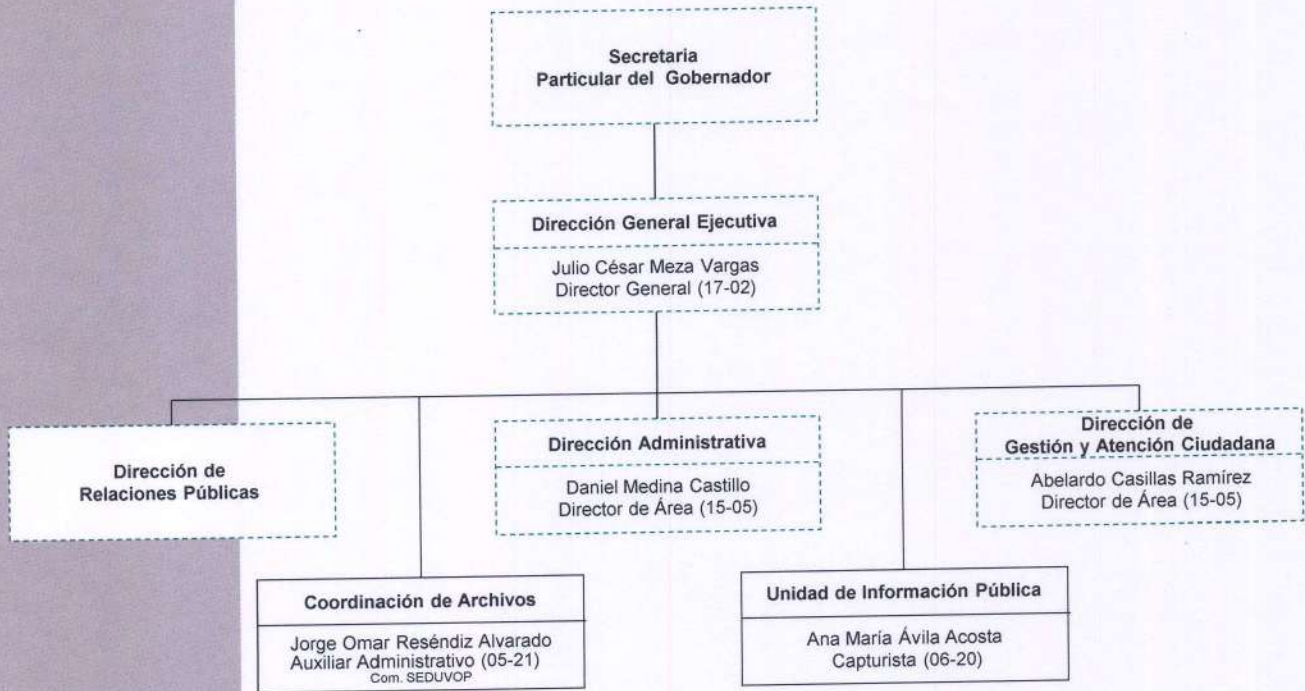 Secretaria
Particular del Gobernador
Dirección General Ejecutiva
Julio César Meza Vargas
Director General (17-02)
Dirección de
Relaciones Públicas
Dirección Administrativa
Daniel Medina Castillo
Director de Área (15-05)
Dirección de
Gestión y Atención Ciudadana
Abelardo Casillas Ramírez
Director de Área (15-05)
Coordinación de Archivos
Jorge Omar Reséndiz Alvarado
Auxiliar Administrativo (05-21)
Com. SEDUVOP
Unidad de Información Pública
Ana María Ávila Acosta
Capturista (06-20)